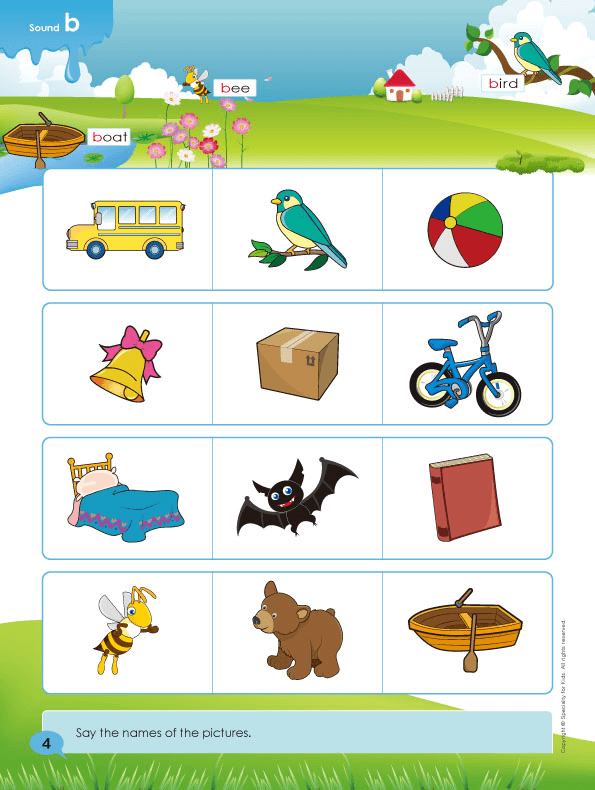 Sound b
bird
bee
boat
Say the names of the pictures.
4
Copyright © Specialty for Kids. All rights reserved.